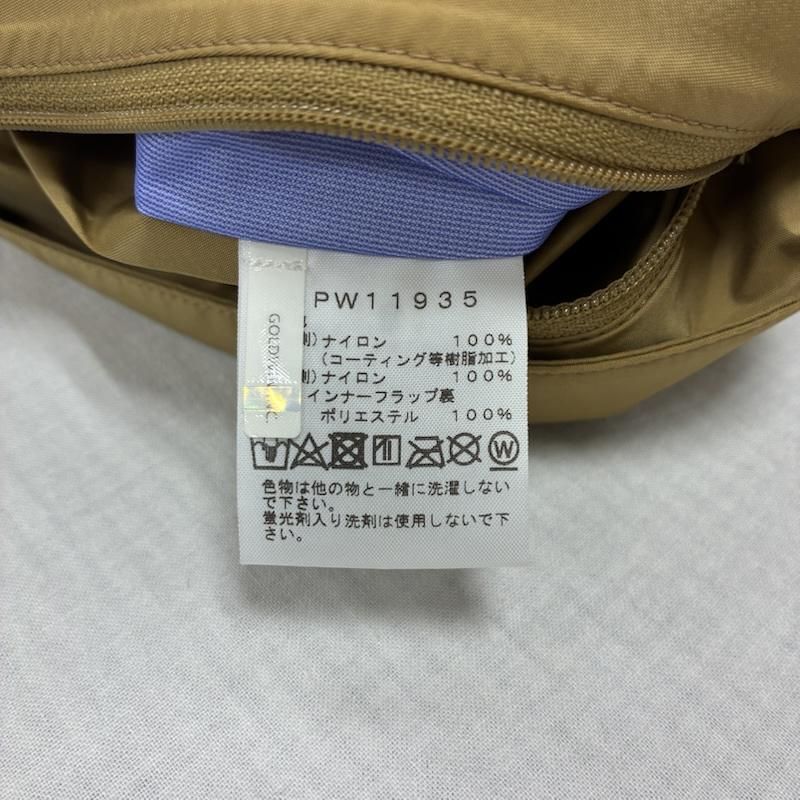 PW11935
ナイロン 100%
(コーティング等樹脂加工)
ナイロン 100%
インナーフラップ裏
ポリエステル 100%
W
色物は他の物と一緒に洗濯しない
で下さい。
蛍光剤入り洗剤は使用しないで下
さい。